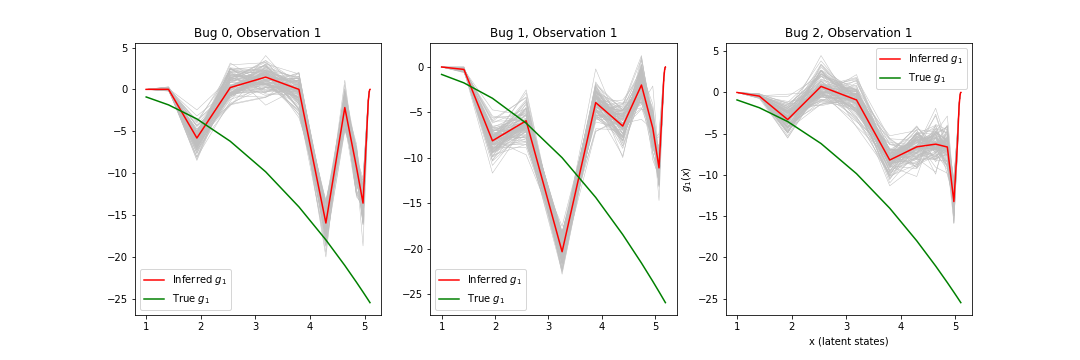 Bug 0, Observation 1
5
0
−5
−10
−15
−20
−25
1 2 3 4 5
Inferred g₁
True g₁
Bug 1, Observation 1
0
−5
−10
−15
−20
−25
1 2 3 4 5
Inferred g₁
True g₁
Bug 2, Observation 1
g₁(x)
5
0
−5
−10
−15
−20
−25
1 2 3 4 5
x (latent states)
Inferred g₁
True g₁